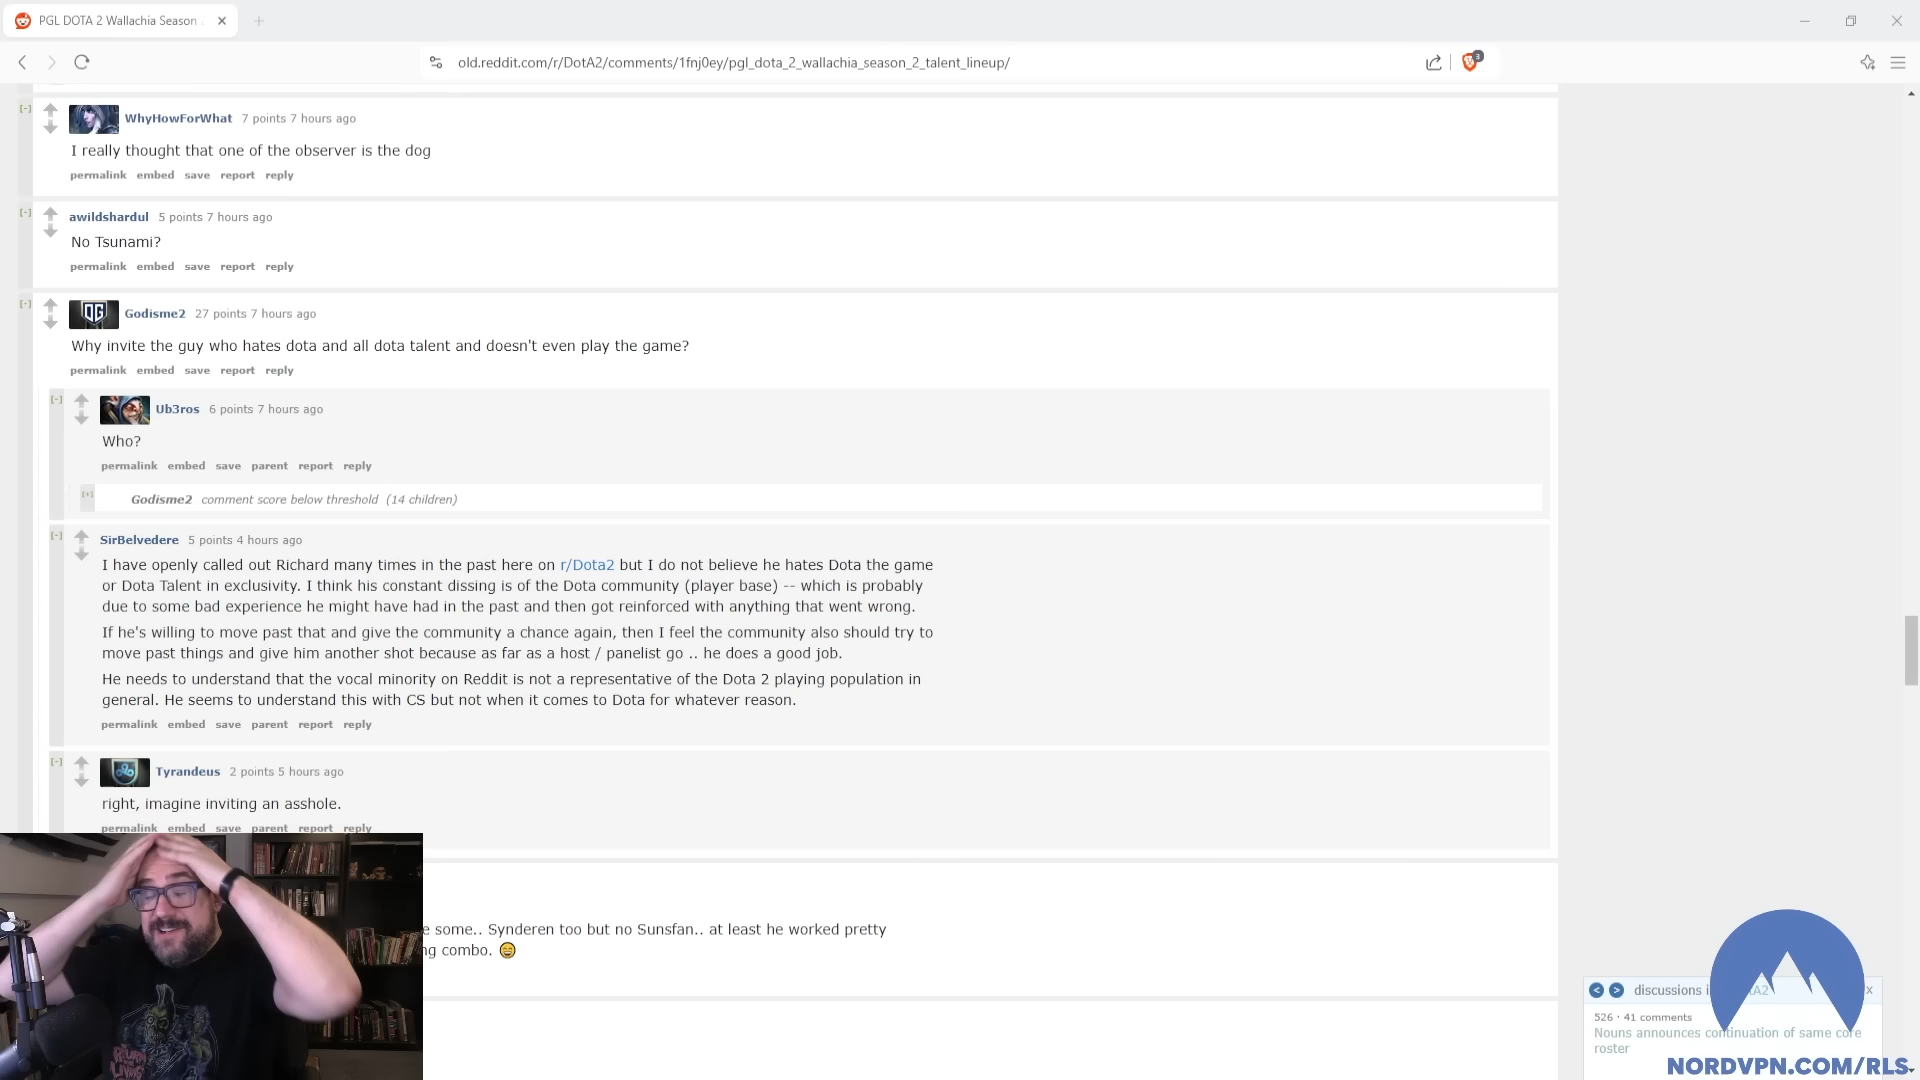 PGL DOTA 2 Wallachia Season
old.reddit.com/r/DotA2/comments/1fnj0ey/pgl_dota_2_wallachia_season_2_talent_lineup/
3
[-]
WhyHowForWhat 7 points 7 hours ago
I really thought that one of the observer is the dog
permalink embed save report reply
[-]
awildshardul 5 points 7 hours ago
No Tsunami?
permalink embed save report reply
[-]
Godisme2 27 points 7 hours ago
Why invite the guy who hates dota and all dota talent and doesn't even play the game?
permalink embed save report reply
[-]
Ub3ros 6 points 7 hours ago
Who?
permalink embed save parent report reply
[+] Godisme2 comment score below threshold (14 children)
[-]
SirBelvedere 5 points 4 hours ago
I have openly called out Richard many times in the past here on r/Dota2 but I do not believe he hates Dota the game
or Dota Talent in exclusivity. I think his constant dissing is of the Dota community (player base) -- which is probably
due to some bad experience he might have had in the past and then got reinforced with anything that went wrong.
If he's willing to move past that and give the community a chance again, then I feel the community also should try to
move past things and give him another shot because as far as a host / panelist go .. he does a good job.
He needs to understand that the vocal minority on Reddit is not a representative of the Dota 2 playing population in
general. He seems to understand this with CS but not when it comes to Dota for whatever reason.
permalink embed save parent report reply
[-]
Tyrandeus 2 points 5 hours ago
right, imagine inviting an asshole.
permalink embed save parent report reply
some.. Synderen too but no Sunsfan.. at least he worked pretty
combo. 😄
< > discussions x
526 · 41 comments
Nouns announces continuation of same core
roster
NORDVPN.COM/RLS